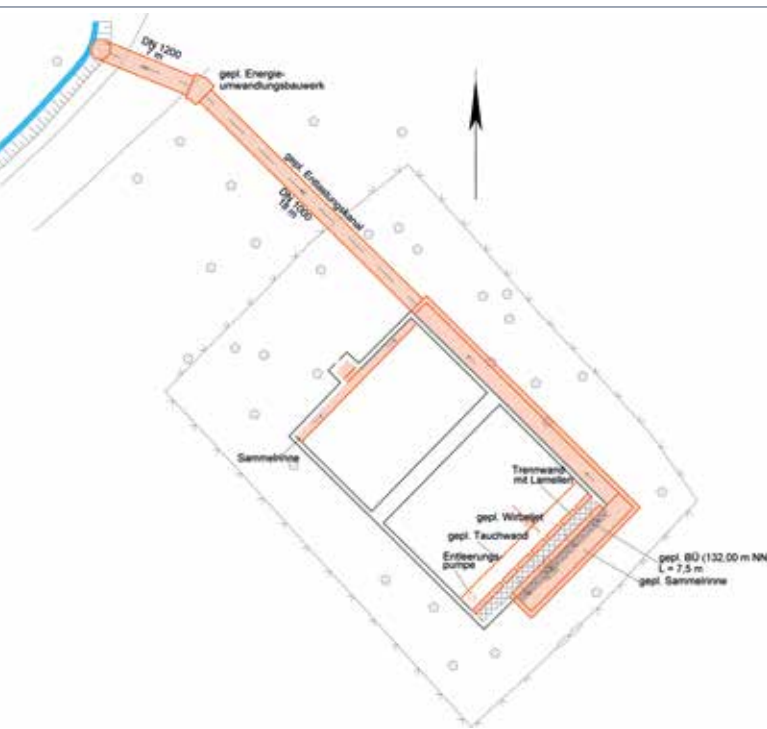 DN 1200
7 m
gepl. Energie-
umwandlungsbauwerk
gepl. Entlastungskanal
DN 1000
18 m
Sammelrinne
Trennwand
mit Lamellen
gepl. Wirbeljet
gepl. Tauchwand
Entleerungs-
pumpe
gepl. BÜ (132,00 m NN
L = 7,5 m
gepl. Sammelrinne